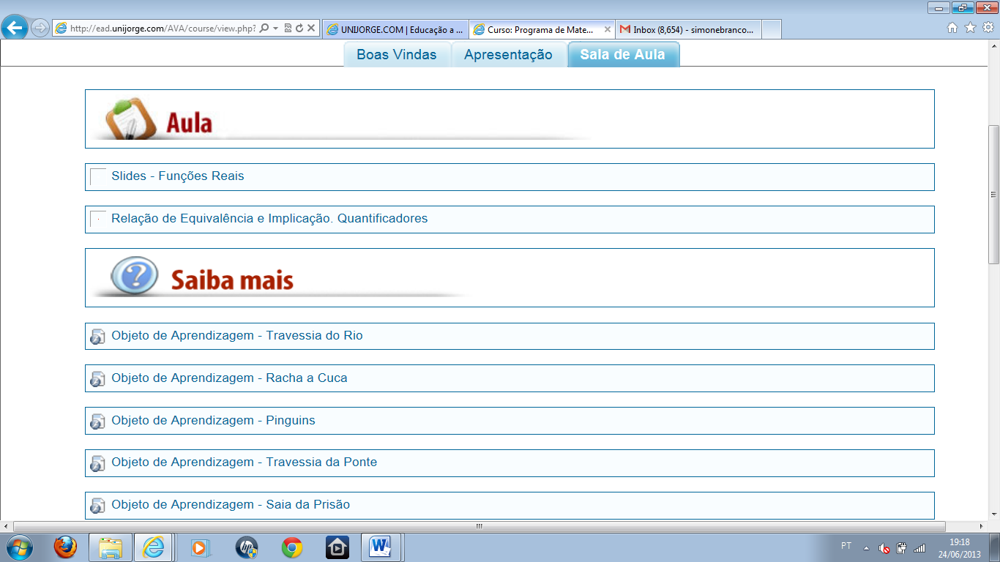 http://ead.unijorge.com/AVA/course/view.php?
UNIJORGE.COM | Educação a ...
Curso: Programa de Mate...
Inbox (8,654) - simonebranco...
Boas Vindas
Apresentação
Sala de Aula
Aula
Slides - Funções Reais
Relação de Equivalência e Implicação. Quantificadores
Saiba mais
Objeto de Aprendizagem - Travessia do Rio
Objeto de Aprendizagem - Racha a Cuca
Objeto de Aprendizagem - Pinguins
Objeto de Aprendizagem - Travessia da Ponte
Objeto de Aprendizagem - Saia da Prisão
PT
19:18
24/06/2013